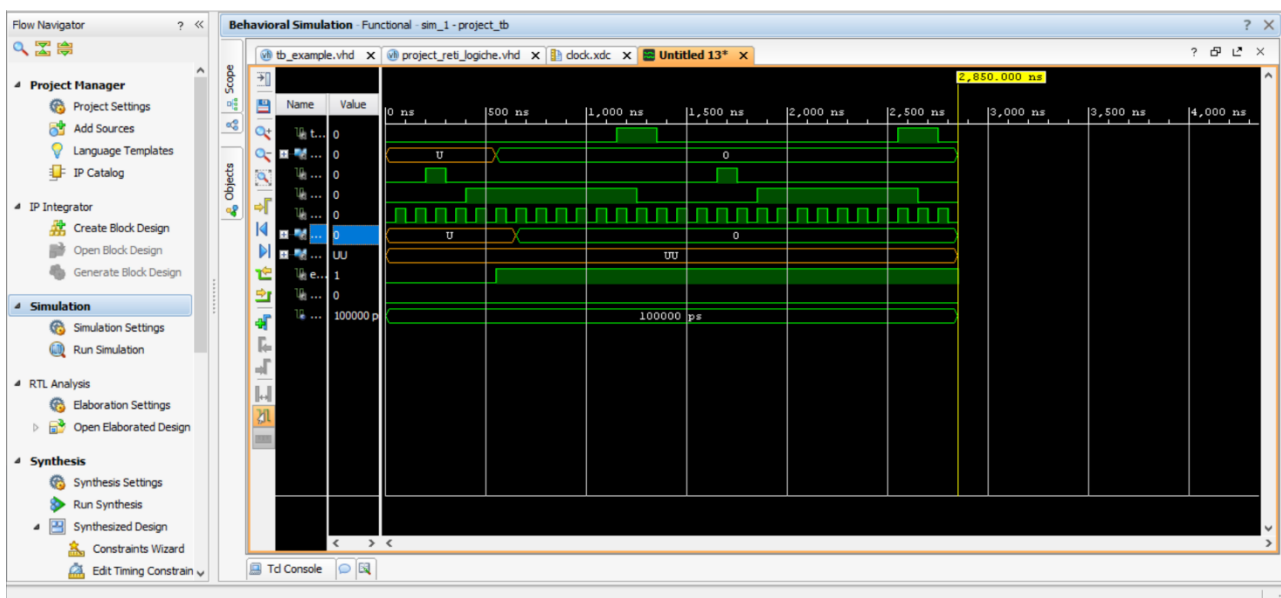 Flow Navigator ? «
Project Manager
Project Settings
Add Sources
Language Templates
IP Catalog
IP Integrator
Create Block Design
Open Block Design
Generate Block Design
Simulation
Simulation Settings
Run Simulation
RTL Analysis
Elaboration Settings
Open Elaborated Design
Synthesis
Synthesis Settings
Run Synthesis
Synthesized Design
Constraints Wizard
Edit Timing Constrain
Behavioral Simulation - Functional - sim_1 - project_tb ? ×
tb_example.vhd × project_reti_logiche.vhd × clock.xdc × Untitled 13* × ?
Scope
Objects
2,850.000 ns
Name Value
0 ns 500 ns 1,000 ns 1,500 ns 2,000 ns 2,500 ns 3,000 ns 3,500 ns 4,000 ns
t... 0
... 0 U 0
... 0
... 0
... 0
... 0 U 0
... UU UU
e... 1
... 0
... 100000 p 100000 ps
Tcl Console